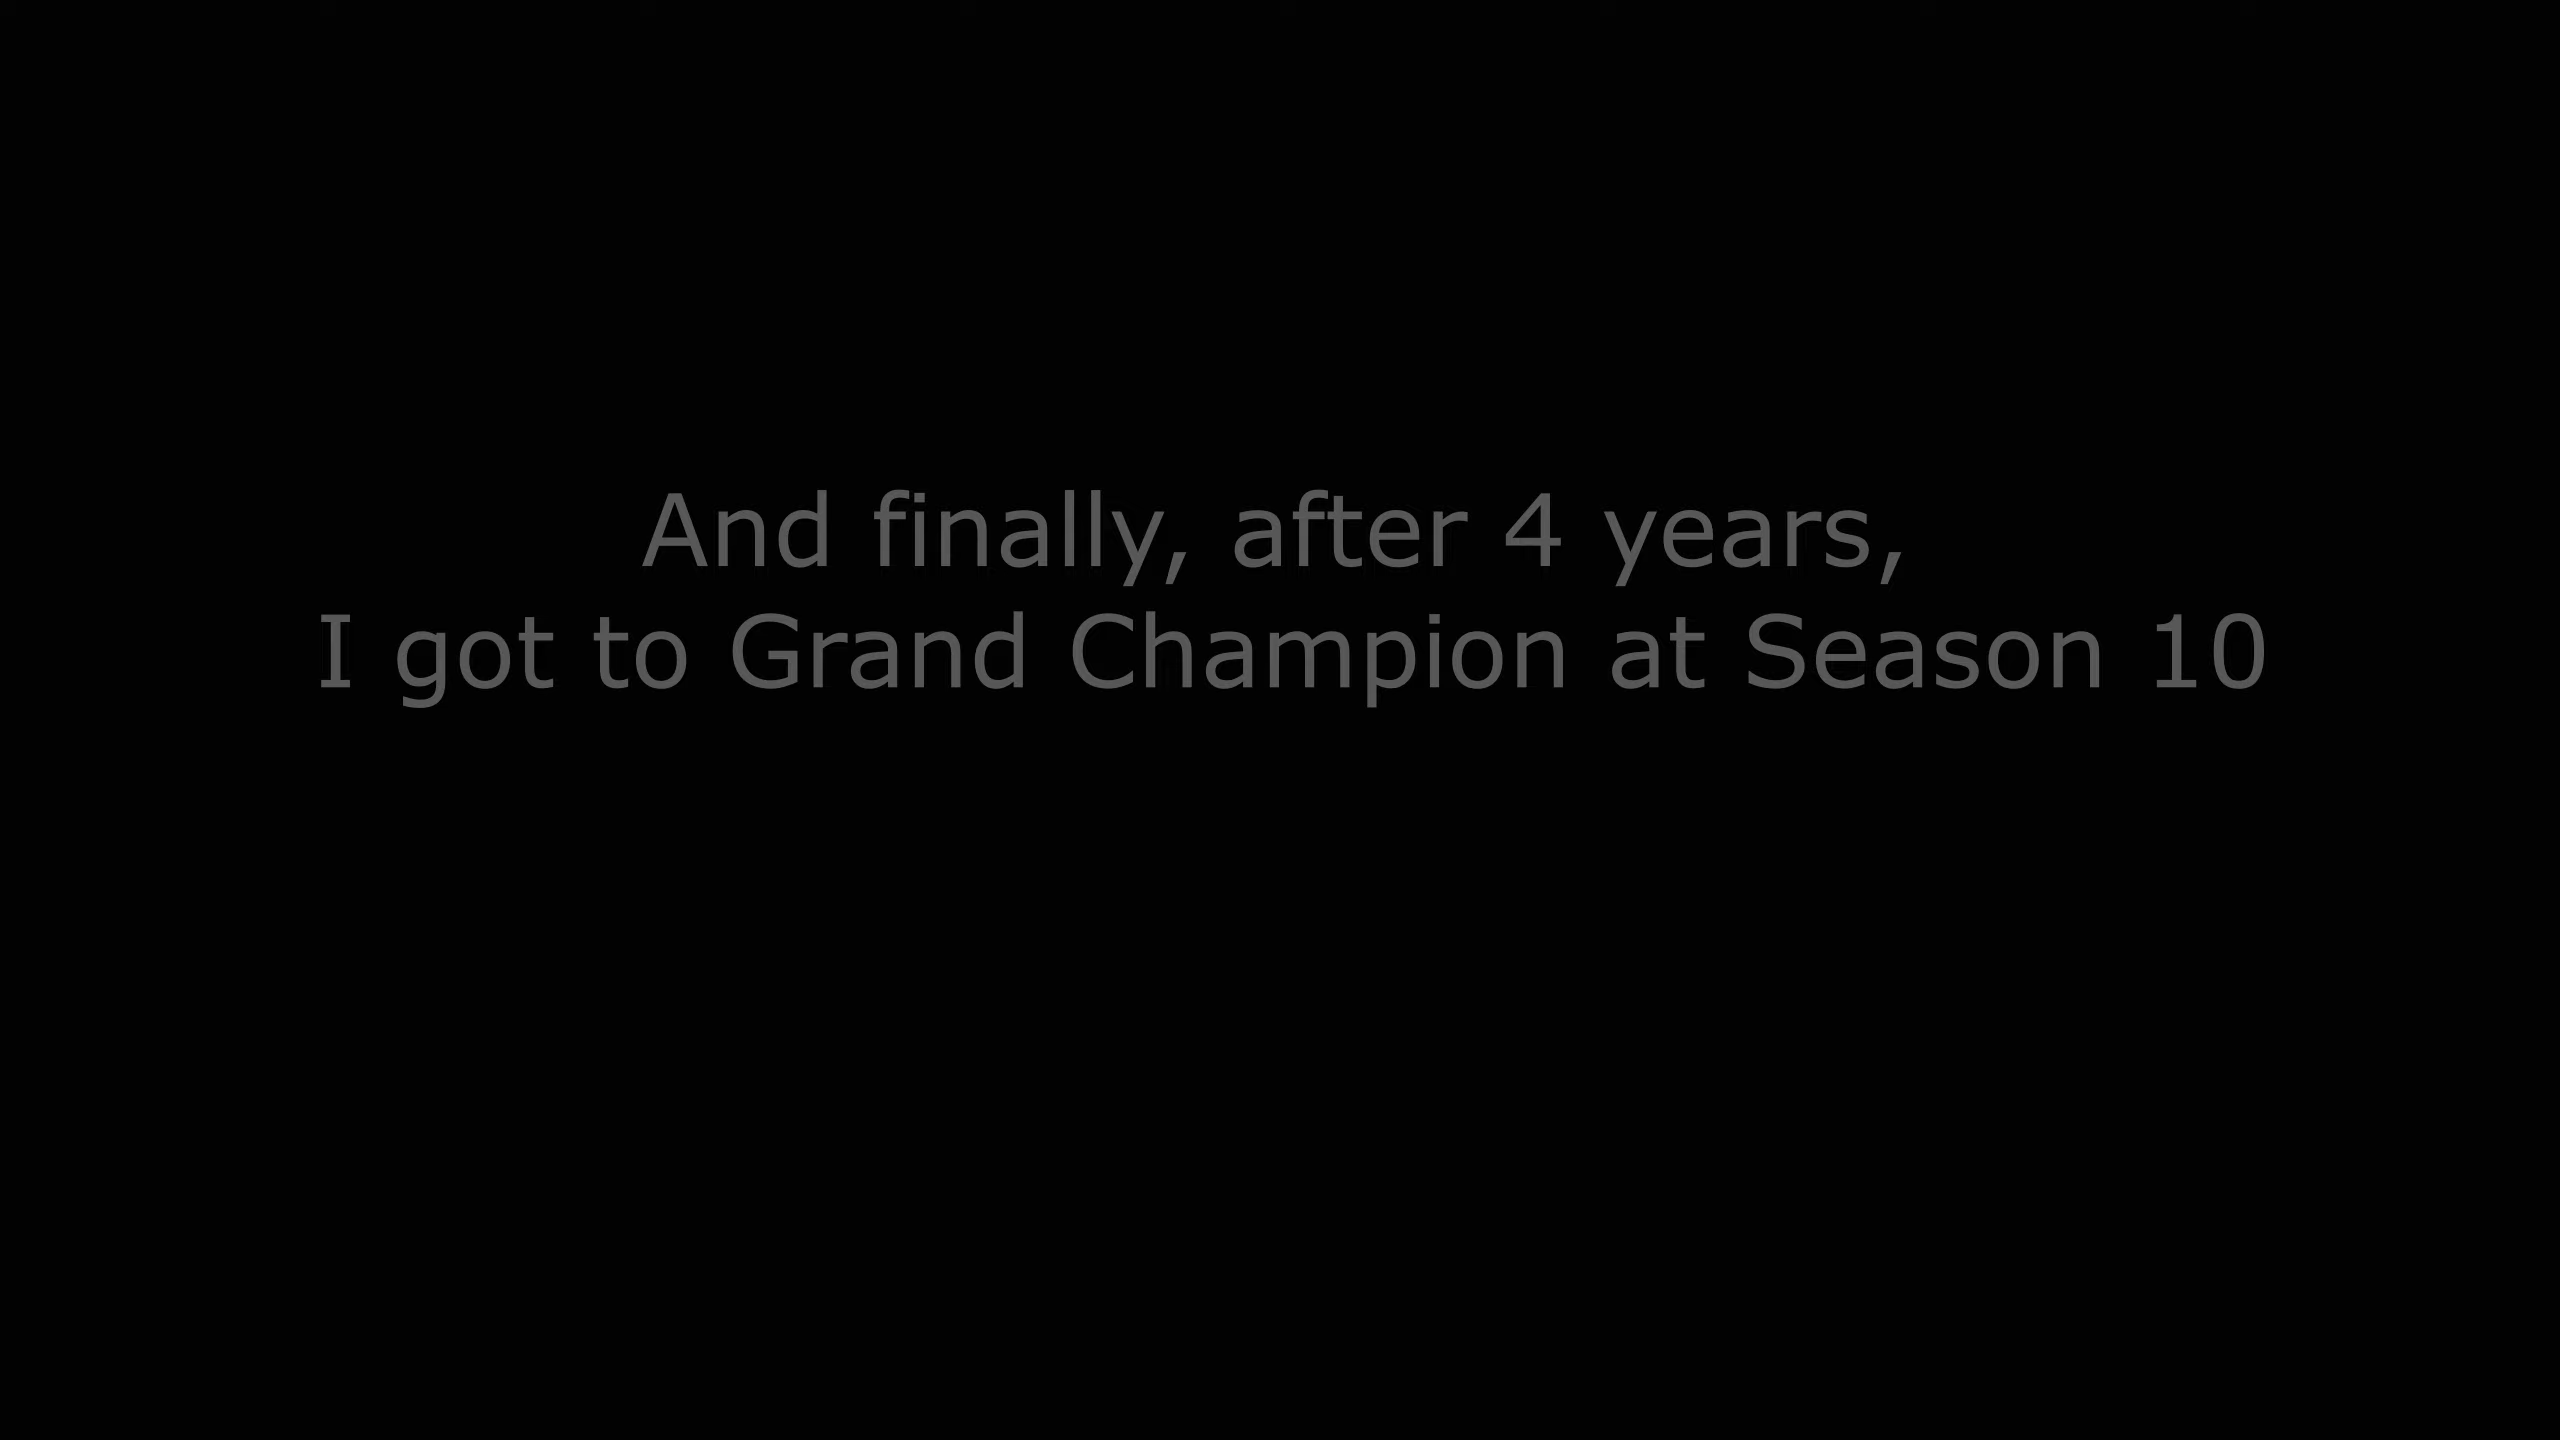 And finally, after 4 years,
I got to Grand Champion at Season 10